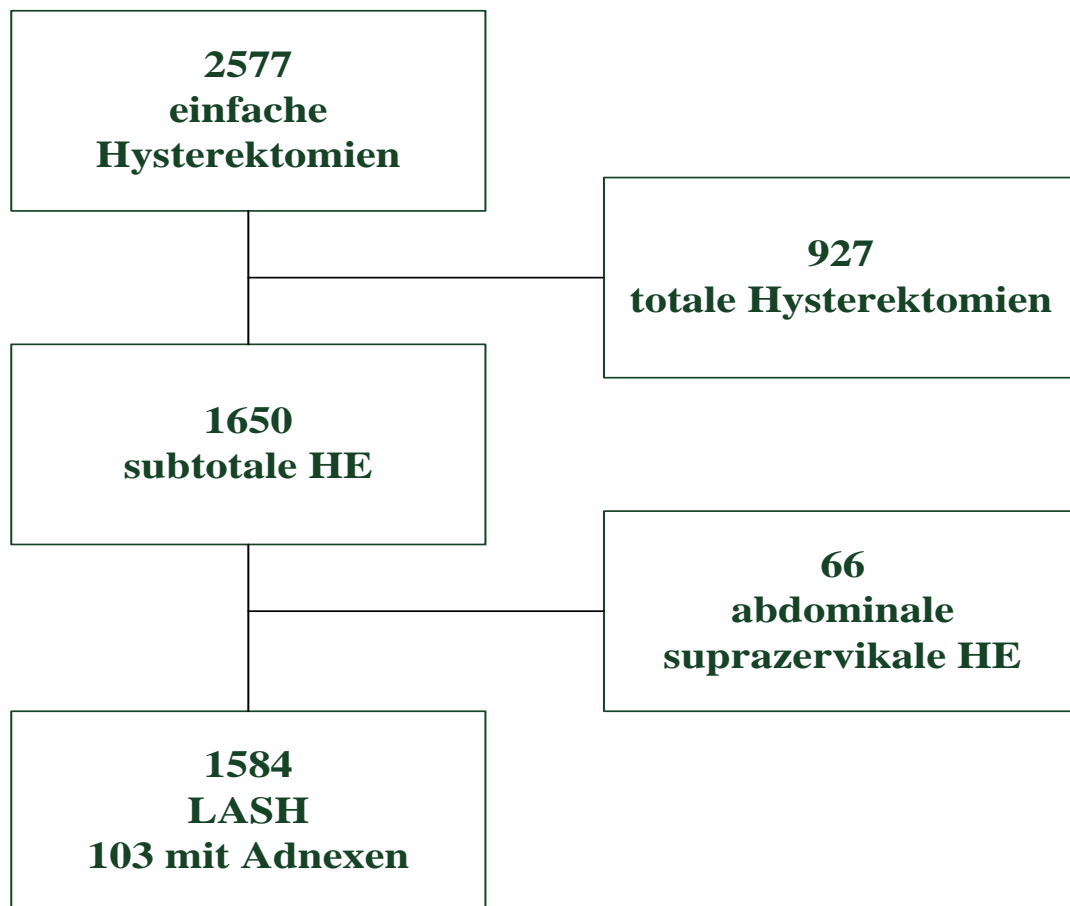 2577
einfache
Hysterektomien
927
totale Hysterektomien
1650
subtotale HE
66
abdominale
suprazervikale HE
1584
LASH
103 mit Adnexen